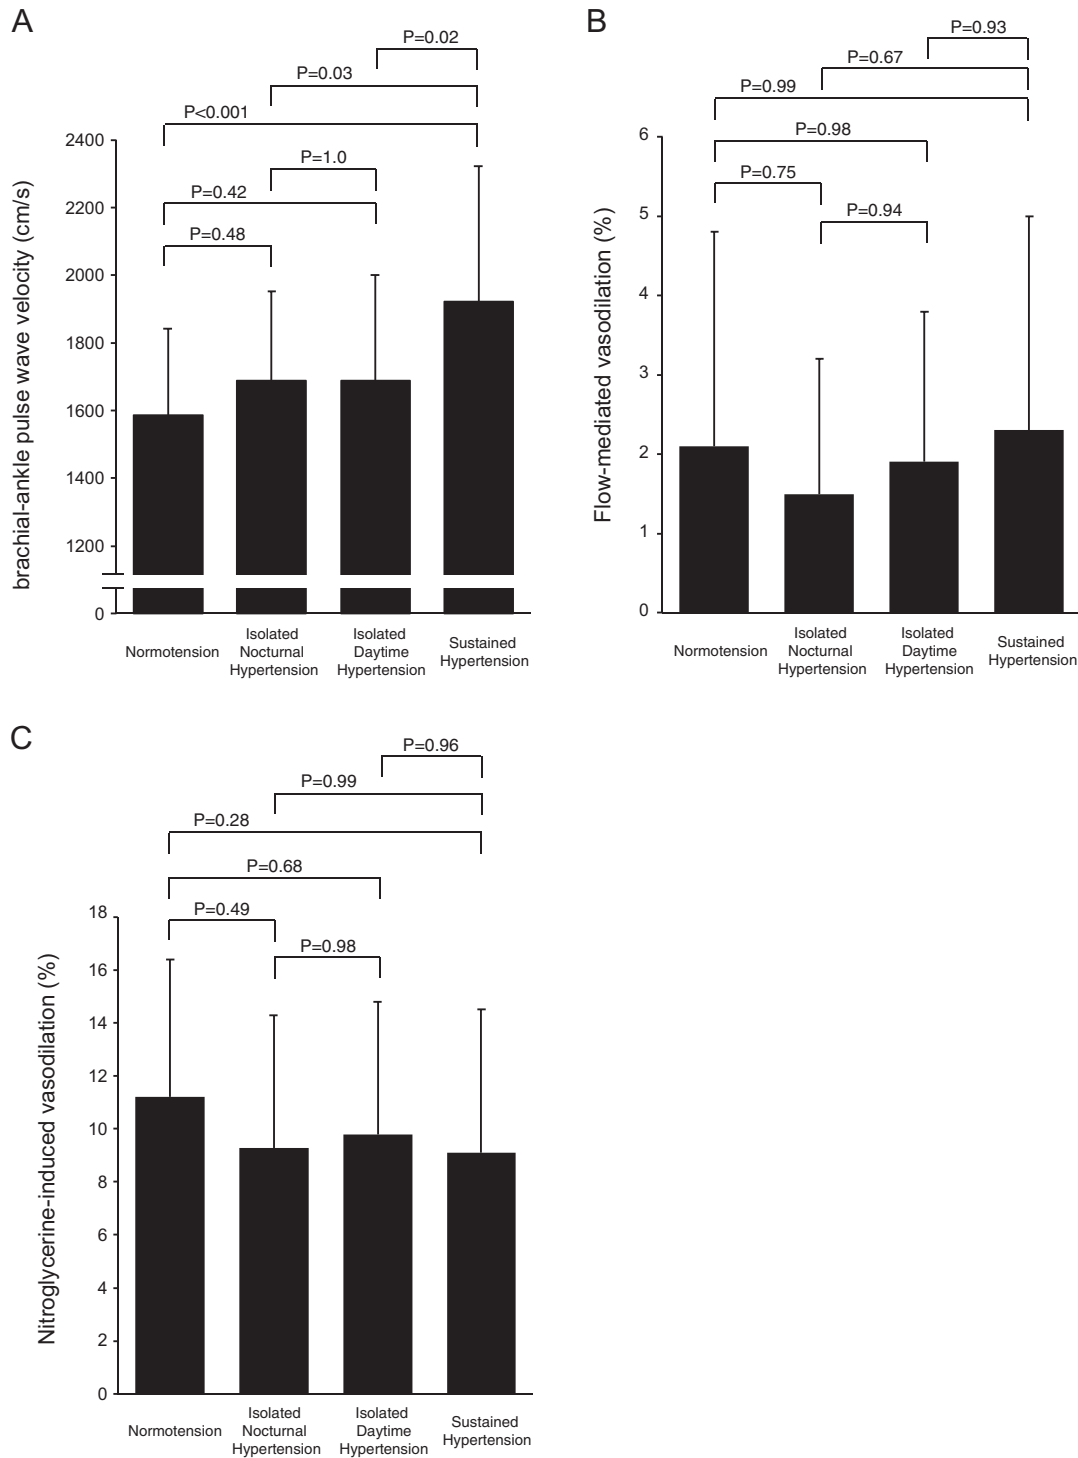 A
P=0.02
P=0.03
P<0.001
P=1.0
P=0.42
P=0.48
brachial-ankle pulse wave velocity (cm/s)
2400
2200
2000
1800
1600
1400
1200
0
Normotension
Isolated
Nocturnal
Hypertension
Isolated
Daytime
Hypertension
Sustained
Hypertension
B
P=0.93
P=0.67
P=0.99
P=0.98
P=0.75
P=0.94
Flow-mediated vasodilation (%)
6
5
4
3
2
1
0
Normotension
Isolated
Nocturnal
Hypertension
Isolated
Daytime
Hypertension
Sustained
Hypertension
C
P=0.96
P=0.99
P=0.28
P=0.68
P=0.49
P=0.98
Nitroglycerine-induced vasodilation (%)
18
16
14
12
10
8
6
4
2
0
Normotension
Isolated
Nocturnal
Hypertension
Isolated
Daytime
Hypertension
Sustained
Hypertension